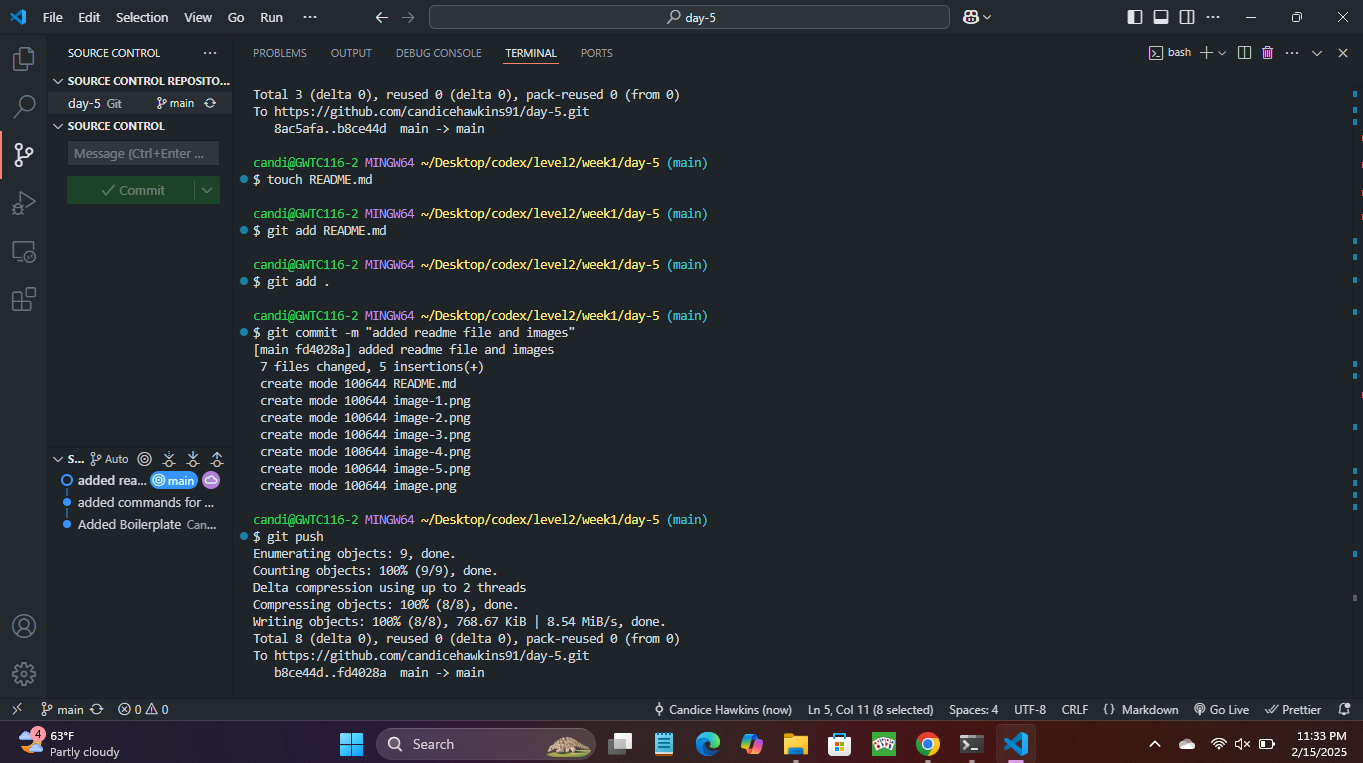 File Edit Selection View Go Run ··· day-5
SOURCE CONTROL ···
SOURCE CONTROL REPOSITO...
day-5 Git main
SOURCE CONTROL
Message (Ctrl+Enter ...
Commit
S... Auto
added rea... main
added commands for ...
Added Boilerplate Can...
PROBLEMS OUTPUT DEBUG CONSOLE TERMINAL PORTS bash
Total 3 (delta 0), reused 0 (delta 0), pack-reused 0 (from 0)
To https://github.com/candicehawkins91/day-5.git
8ac5afa..b8ce44d main -> main
candi@GWTC116-2 MINGW64 ~/Desktop/codex/level2/week1/day-5 (main)
$ touch README.md
candi@GWTC116-2 MINGW64 ~/Desktop/codex/level2/week1/day-5 (main)
$ git add README.md
candi@GWTC116-2 MINGW64 ~/Desktop/codex/level2/week1/day-5 (main)
$ git add .
candi@GWTC116-2 MINGW64 ~/Desktop/codex/level2/week1/day-5 (main)
$ git commit -m "added readme file and images"
[main fd4028a] added readme file and images
7 files changed, 5 insertions(+)
create mode 100644 README.md
create mode 100644 image-1.png
create mode 100644 image-2.png
create mode 100644 image-3.png
create mode 100644 image-4.png
create mode 100644 image-5.png
create mode 100644 image.png
candi@GWTC116-2 MINGW64 ~/Desktop/codex/level2/week1/day-5 (main)
$ git push
Enumerating objects: 9, done.
Counting objects: 100% (9/9), done.
Delta compression using up to 2 threads
Compressing objects: 100% (8/8), done.
Writing objects: 100% (8/8), 768.67 KiB | 8.54 MiB/s, done.
Total 8 (delta 0), reused 0 (delta 0), pack-reused 0 (from 0)
To https://github.com/candicehawkins91/day-5.git
b8ce44d..fd4028a main -> main
main 0 0 Candice Hawkins (now) Ln 5, Col 11 (8 selected) Spaces: 4 UTF-8 CRLF {} Markdown Go Live Prettier
4 63°F
Partly cloudy
Search
11:33 PM
2/15/2025